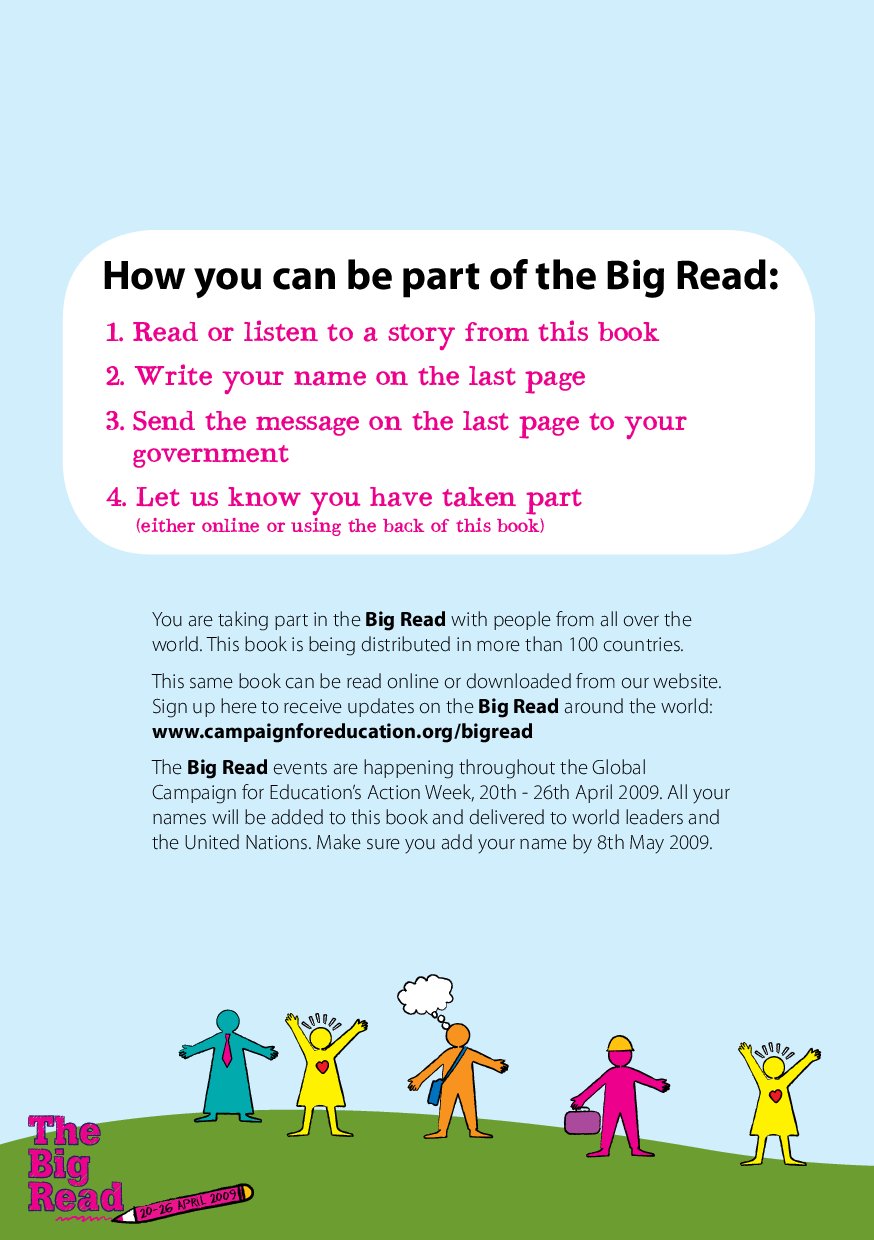 How you can be part of the Big Read:
1. Read or listen to a story from this book
2. Write your name on the last page
3. Send the message on the last page to your
government
4. Let us know you have taken part
(either online or using the back of this book)
You are taking part in the Big Read with people from all over the
world. This book is being distributed in more than 100 countries.
This same book can be read online or downloaded from our website.
Sign up here to receive updates on the Big Read around the world:
www.campaignforeducation.org/bigread
The Big Read events are happening throughout the Global
Campaign for Education’s Action Week, 20th - 26th April 2009. All your
names will be added to this book and delivered to world leaders and
the United Nations. Make sure you add your name by 8th May 2009.
The
Big
Read
20-26 APRIL 2009